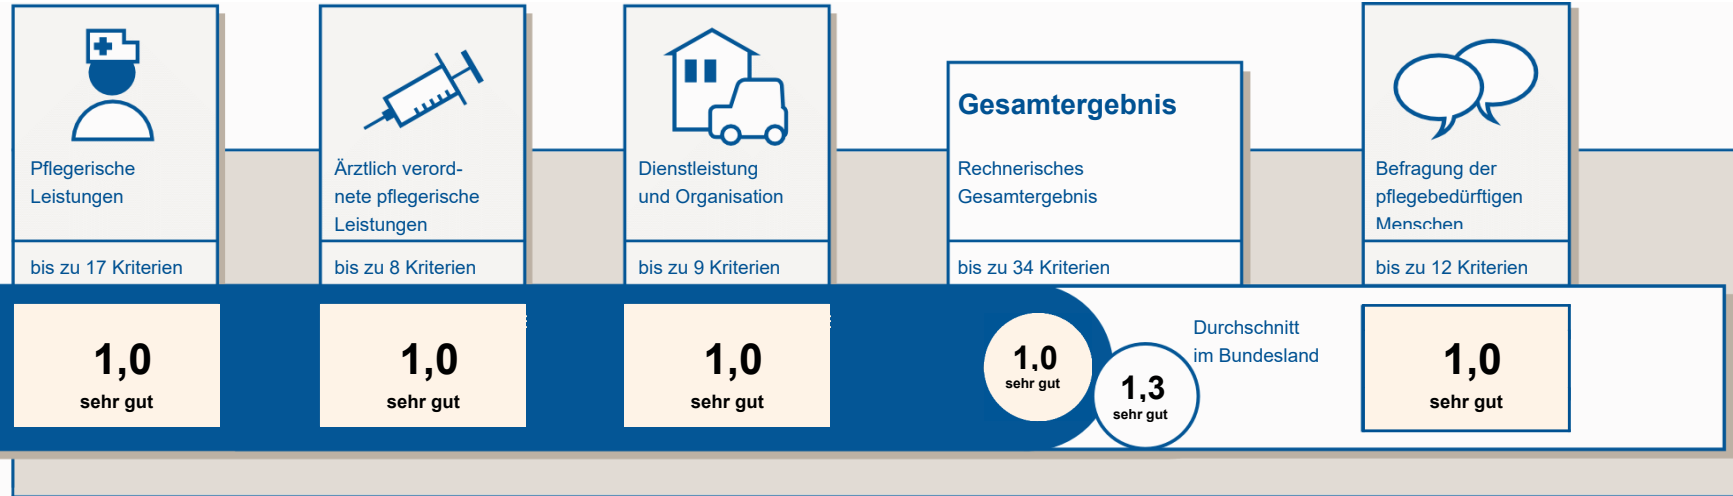 Pflegerische
Leistungen
bis zu 17 Kriterien
1,0
sehr gut
Ärztlich verord-
nete pflegerische
Leistungen
bis zu 8 Kriterien
1,0
sehr gut
Dienstleistung
und Organisation
bis zu 9 Kriterien
1,0
sehr gut
Gesamtergebnis
Rechnerisches
Gesamtergebnis
bis zu 34 Kriterien
1,0
sehr gut
1,3
sehr gut
Durchschnitt
im Bundesland
Befragung der
pflegebedürftigen
Menschen
bis zu 12 Kriterien
1,0
sehr gut